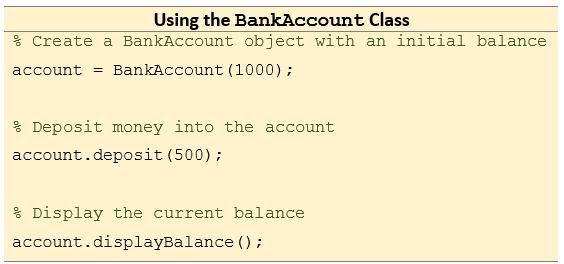 Using the BankAccount Class
% Create a BankAccount object with an initial balance
account = BankAccount(1000);
% Deposit money into the account
account.deposit(500);
% Display the current balance
account.displayBalance();